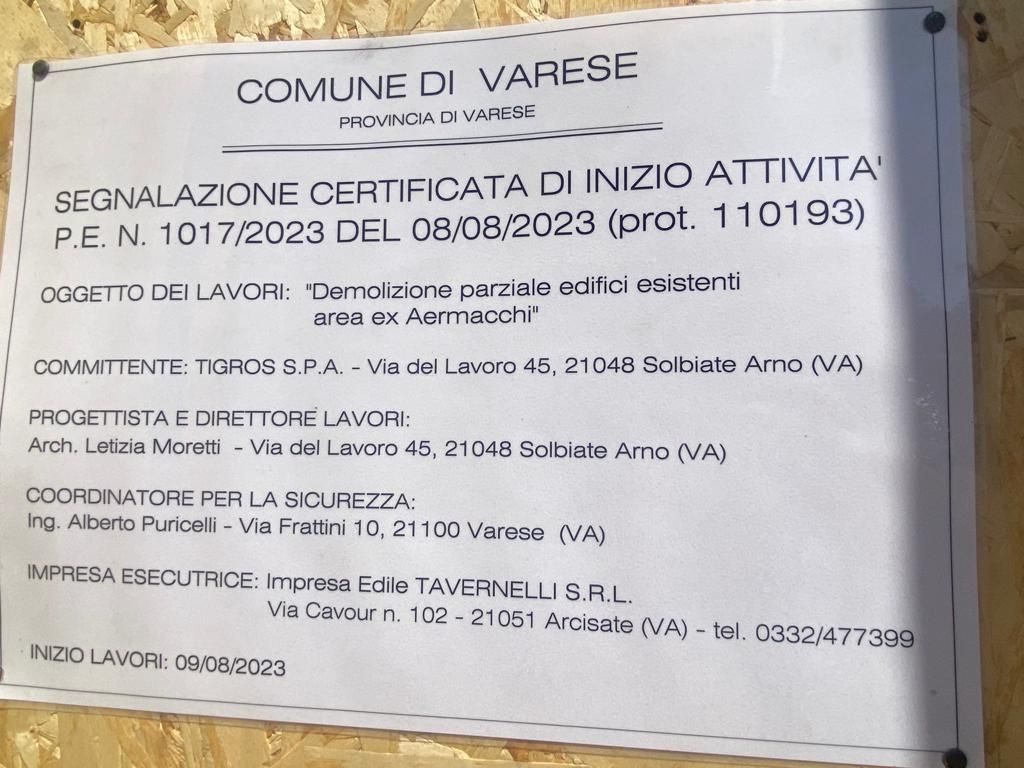 COMUNE DI VARESE
PROVINCIA DI VARESE
SEGNALAZIONE CERTIFICATA DI INIZIO ATTIVITA'
P.E. N. 1017/2023 DEL 08/08/2023 (prot. 110193)
OGGETTO DEI LAVORI: "Demolizione parziale edifici esistenti
area ex Aermacchi"
COMMITTENTE: TIGROS S.P.A. - Via del Lavoro 45, 21048 Solbiate Arno (VA)
PROGETTISTA E DIRETTORE LAVORI:
Arch. Letizia Moretti - Via del Lavoro 45, 21048 Solbiate Arno (VA)
COORDINATORE PER LA SICUREZZA:
Ing. Alberto Puricelli - Via Frattini 10, 21100 Varese (VA)
IMPRESA ESECUTRICE: Impresa Edile TAVERNELLI S.R.L.
Via Cavour n. 102 - 21051 Arcisate (VA) - tel. 0332/477399
INIZIO LAVORI: 09/08/2023